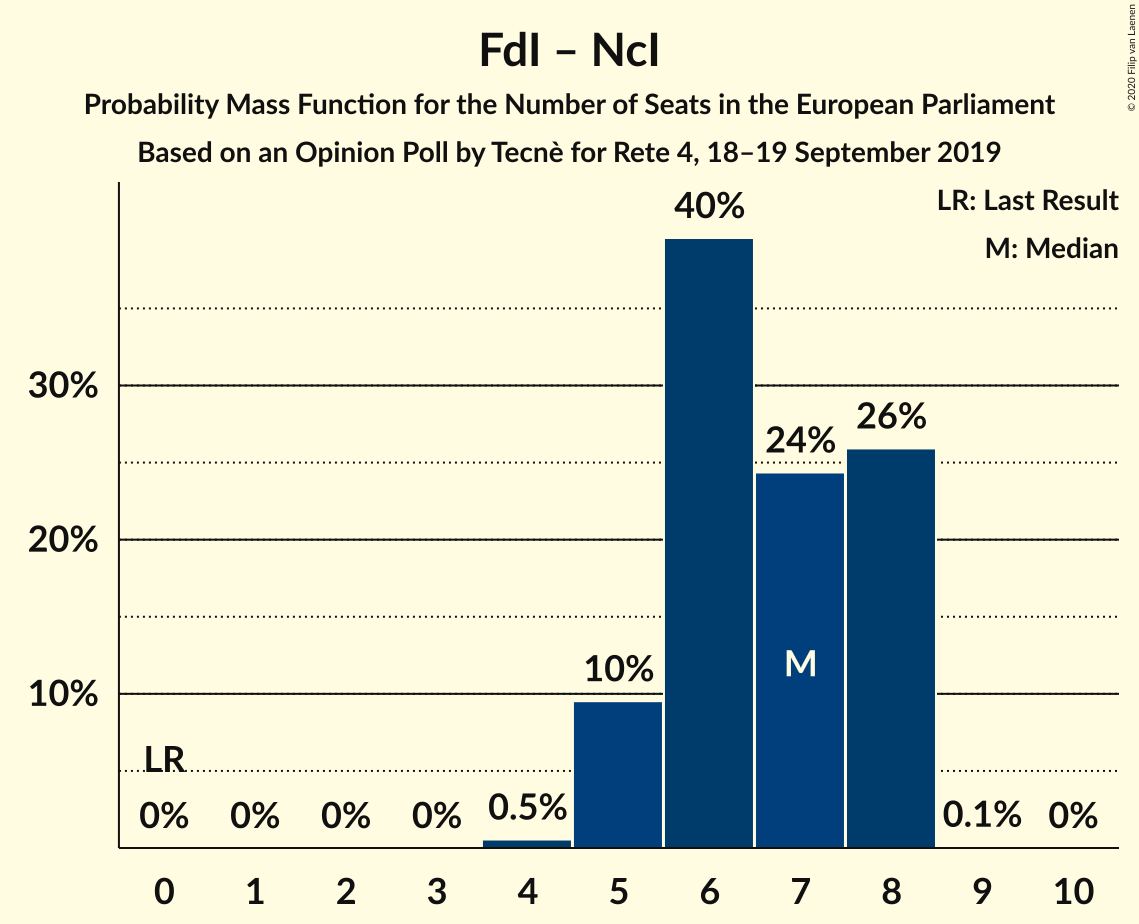 FdI – NcI
Probability Mass Function for the Number of Seats in the European Parliament
Based on an Opinion Poll by Tecnè for Rete 4, 18–19 September 2019
© 2020 Filip van Laenen
LR: Last Result
M: Median
40%
30%
26%
24%
20%
M
10%
10%
LR
0% 0% 0% 0% 0.5% 0.1% 0%
0 1 2 3 4 5 6 7 8 9 10